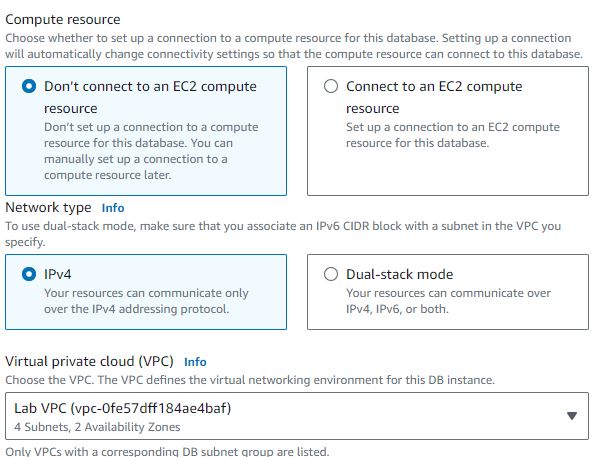 Compute resource
Choose whether to set up a connection to a compute resource for this database. Setting up a connection
will automatically change connectivity settings so that the compute resource can connect to this database.
Don't connect to an EC2 compute
resource
Don't set up a connection to a compute
resource for this database. You can
manually set up a connection to a
compute resource later.
Connect to an EC2 compute
resource
Set up a connection to an EC2 compute
resource for this database.
Network type Info
To use dual-stack mode, make sure that you associate an IPv6 CIDR block with a subnet in the VPC you
specify.
IPv4
Your resources can communicate only
over the IPv4 addressing protocol.
Dual-stack mode
Your resources can communicate over
IPv4, IPv6, or both.
Virtual private cloud (VPC) Info
Choose the VPC. The VPC defines the virtual networking environment for this DB instance.
Lab VPC (vpc-0fe57dff184ae4baf)
4 Subnets, 2 Availability Zones
Only VPCs with a corresponding DB subnet group are listed.